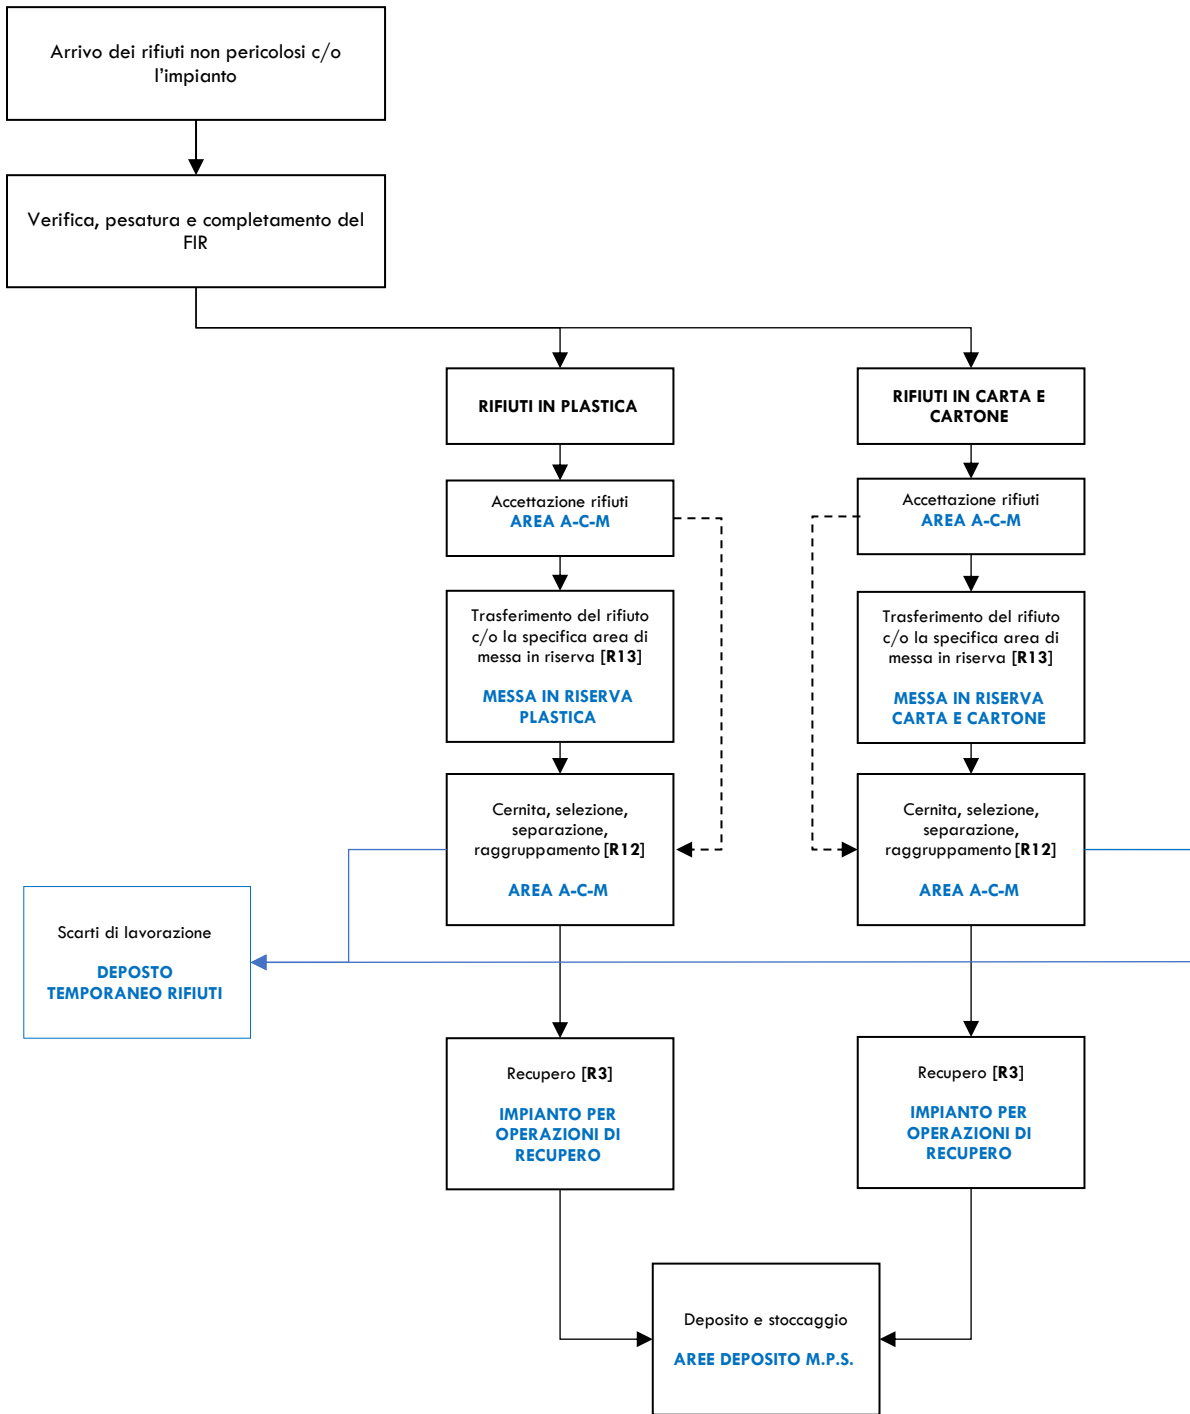 Arrivo dei rifiuti non pericolosi c/o
l'impianto
Verifica, pesatura e completamento del
FIR
RIFIUTI IN PLASTICA
RIFIUTI IN CARTA E
CARTONE
Accettazione rifiuti
AREA A-C-M
Accettazione rifiuti
AREA A-C-M
Trasferimento del rifiuto
c/o la specifica area di
messa in riserva [R13]
MESSA IN RISERVA
PLASTICA
Trasferimento del rifiuto
c/o la specifica area di
messa in riserva [R13]
MESSA IN RISERVA
CARTA E CARTONE
Cernita, selezione,
separazione,
raggruppamento [R12]
AREA A-C-M
Cernita, selezione,
separazione,
raggruppamento [R12]
AREA A-C-M
Scarti di lavorazione
DEPOSTO
TEMPORANEO RIFIUTI
Recupero [R3]
IMPIANTO PER
OPERAZIONI DI
RECUPERO
Recupero [R3]
IMPIANTO PER
OPERAZIONI DI
RECUPERO
Deposito e stoccaggio
AREE DEPOSITO M.P.S.